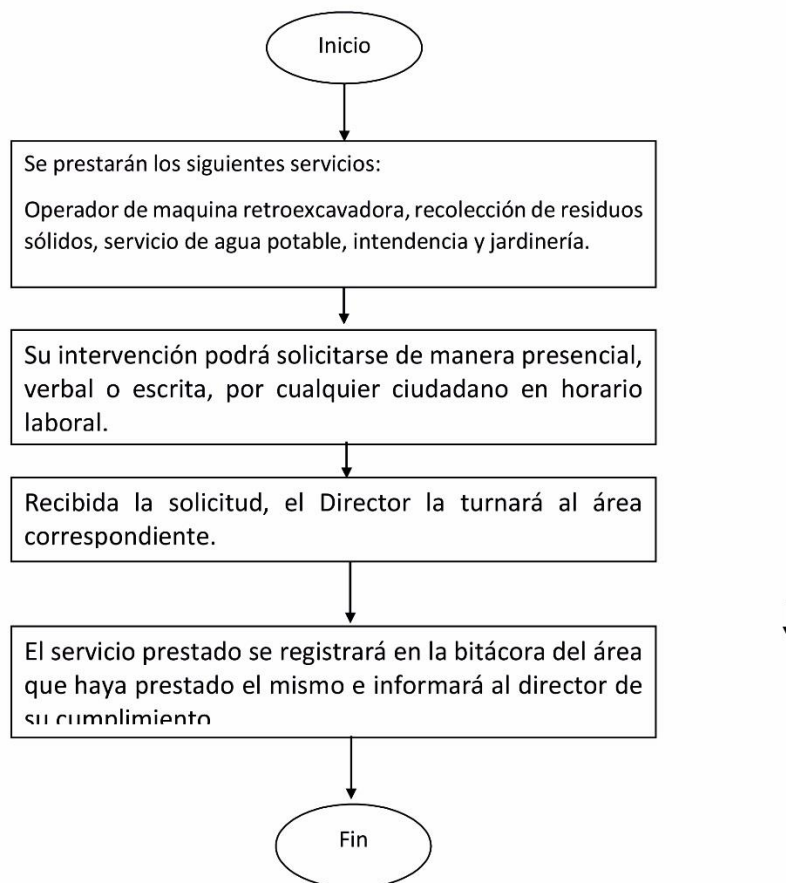 Inicio
Se prestarán los siguientes servicios:
Operador de maquina retroexcavadora, recolección de residuos
sólidos, servicio de agua potable, intendencia y jardinería.
Su intervención podrá solicitarse de manera presencial,
verbal o escrita, por cualquier ciudadano en horario
laboral.
Recibida la solicitud, el Director la turnará al área
correspondiente.
El servicio prestado se registrará en la bitácora del área
que haya prestado el mismo e informará al director de
su cumplimiento
Fin